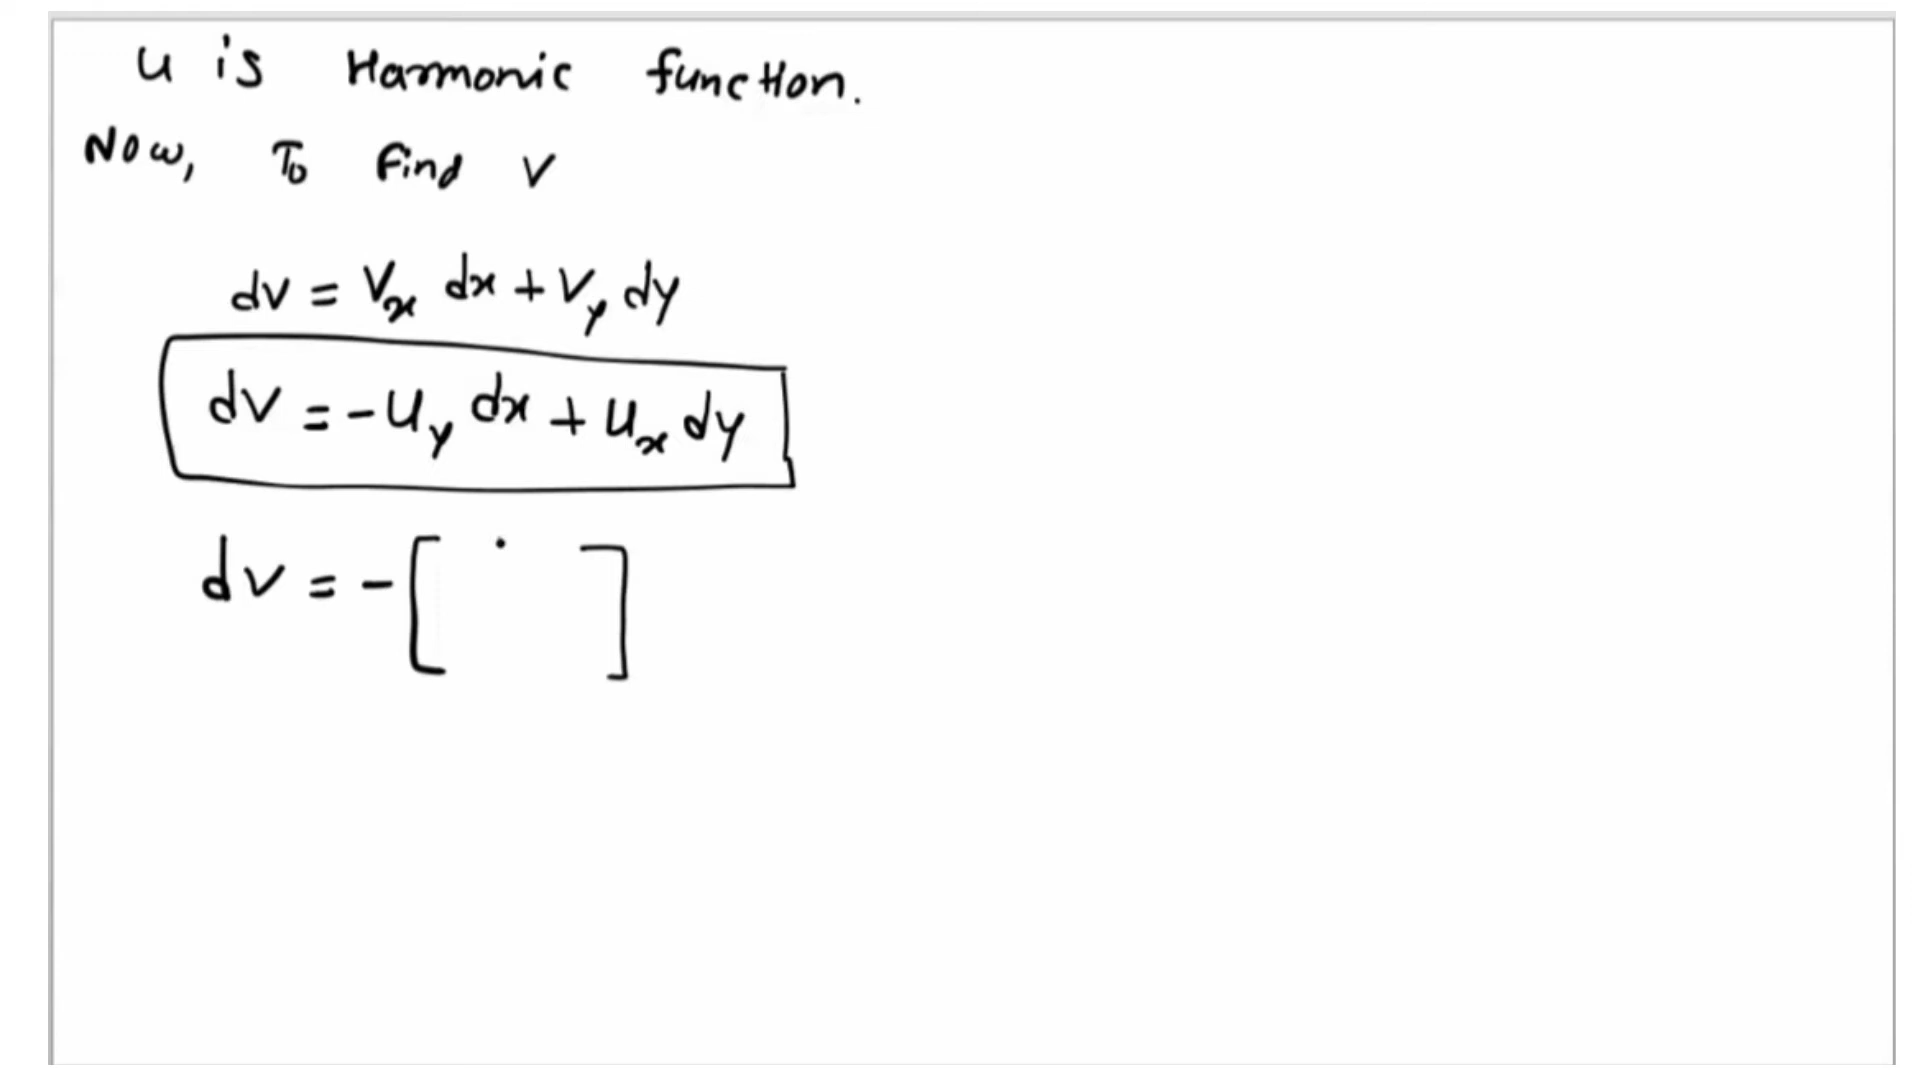 u is Harmonic function.
Now, To find v
dv = Vx dx + Vy dy
dv = -uy dx + ux dy
dv = -[ ]